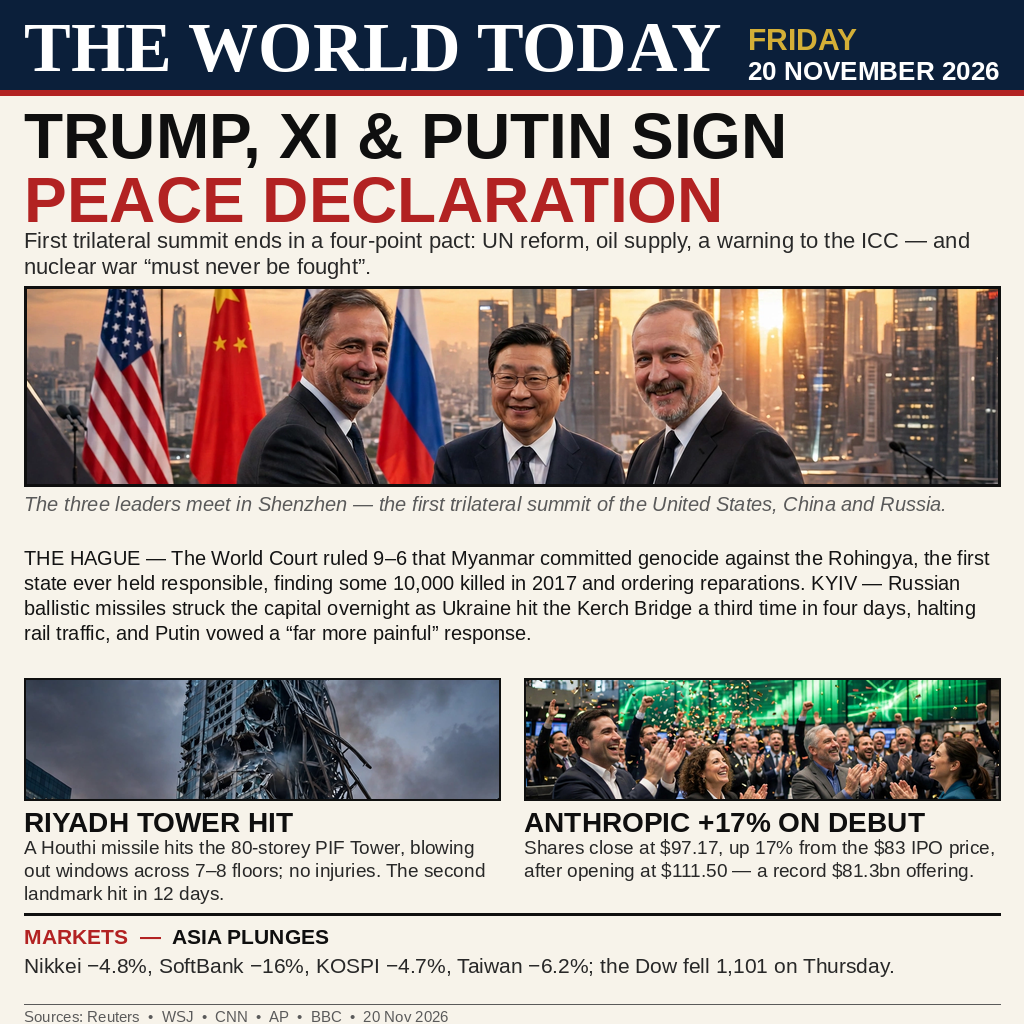 THE WORLD TODAY
FRIDAY
20 NOVEMBER 2026
TRUMP, XI & PUTIN SIGN
PEACE DECLARATION
First trilateral summit ends in a four-point pact: UN reform, oil supply, a warning to the ICC — and
nuclear war “must never be fought”.
The three leaders meet in Shenzhen — the first trilateral summit of the United States, China and Russia.
THE HAGUE — The World Court ruled 9–6 that Myanmar committed genocide against the Rohingya, the first
state ever held responsible, finding some 10,000 killed in 2017 and ordering reparations. KYIV — Russian
ballistic missiles struck the capital overnight as Ukraine hit the Kerch Bridge a third time in four days, halting
rail traffic, and Putin vowed a “far more painful” response.
RIYADH TOWER HIT
A Houthi missile hits the 80-storey PIF Tower, blowing
out windows across 7–8 floors; no injuries. The second
landmark hit in 12 days.
ANTHROPIC +17% ON DEBUT
Shares close at $97.17, up 17% from the $83 IPO price,
after opening at $111.50 — a record $81.3bn offering.
MARKETS — ASIA PLUNGES
Nikkei −4.8%, SoftBank −16%, KOSPI −4.7%, Taiwan −6.2%; the Dow fell 1,101 on Thursday.
Sources: Reuters • WSJ • CNN • AP • BBC • 20 Nov 2026